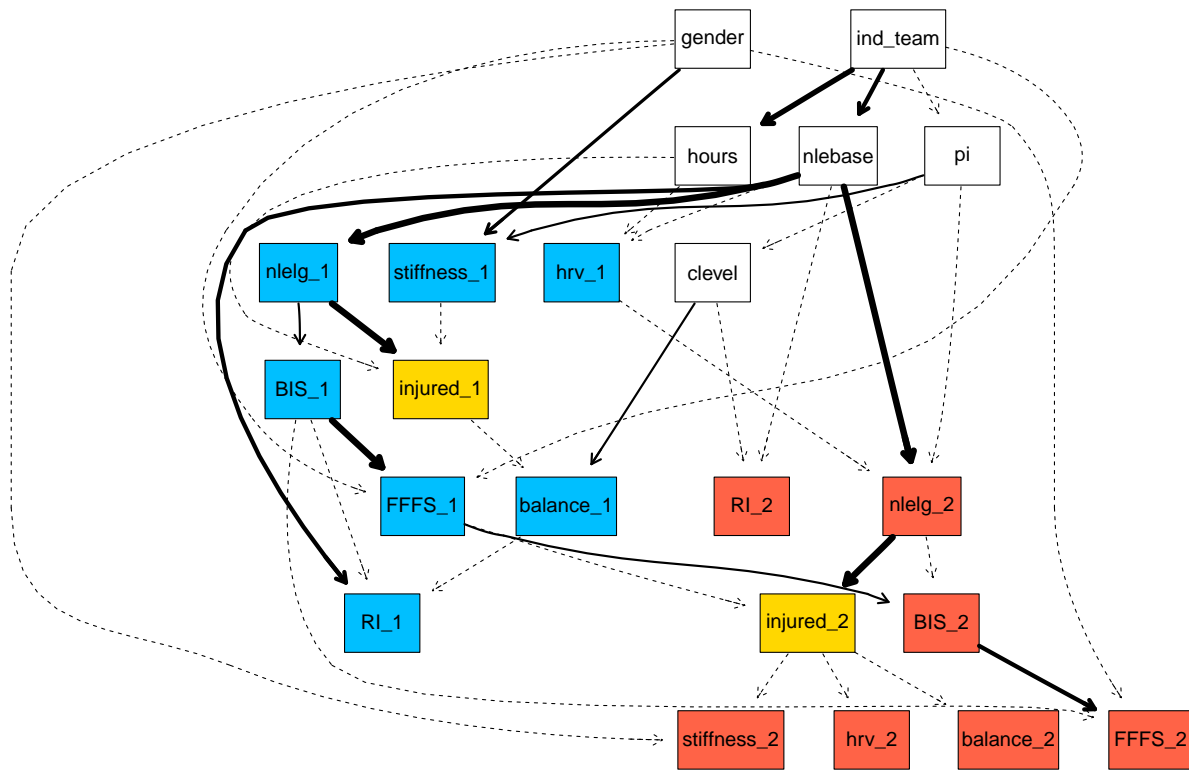 gender
ind_team
hours
nlebase
pi
nlelg_1
stiffness_1
hrv_1
clevel
BIS_1
injured_1
FFFS_1
balance_1
RI_2
nlelg_2
RI_1
injured_2
BIS_2
stiffness_2
hrv_2
balance_2
FFFS_2